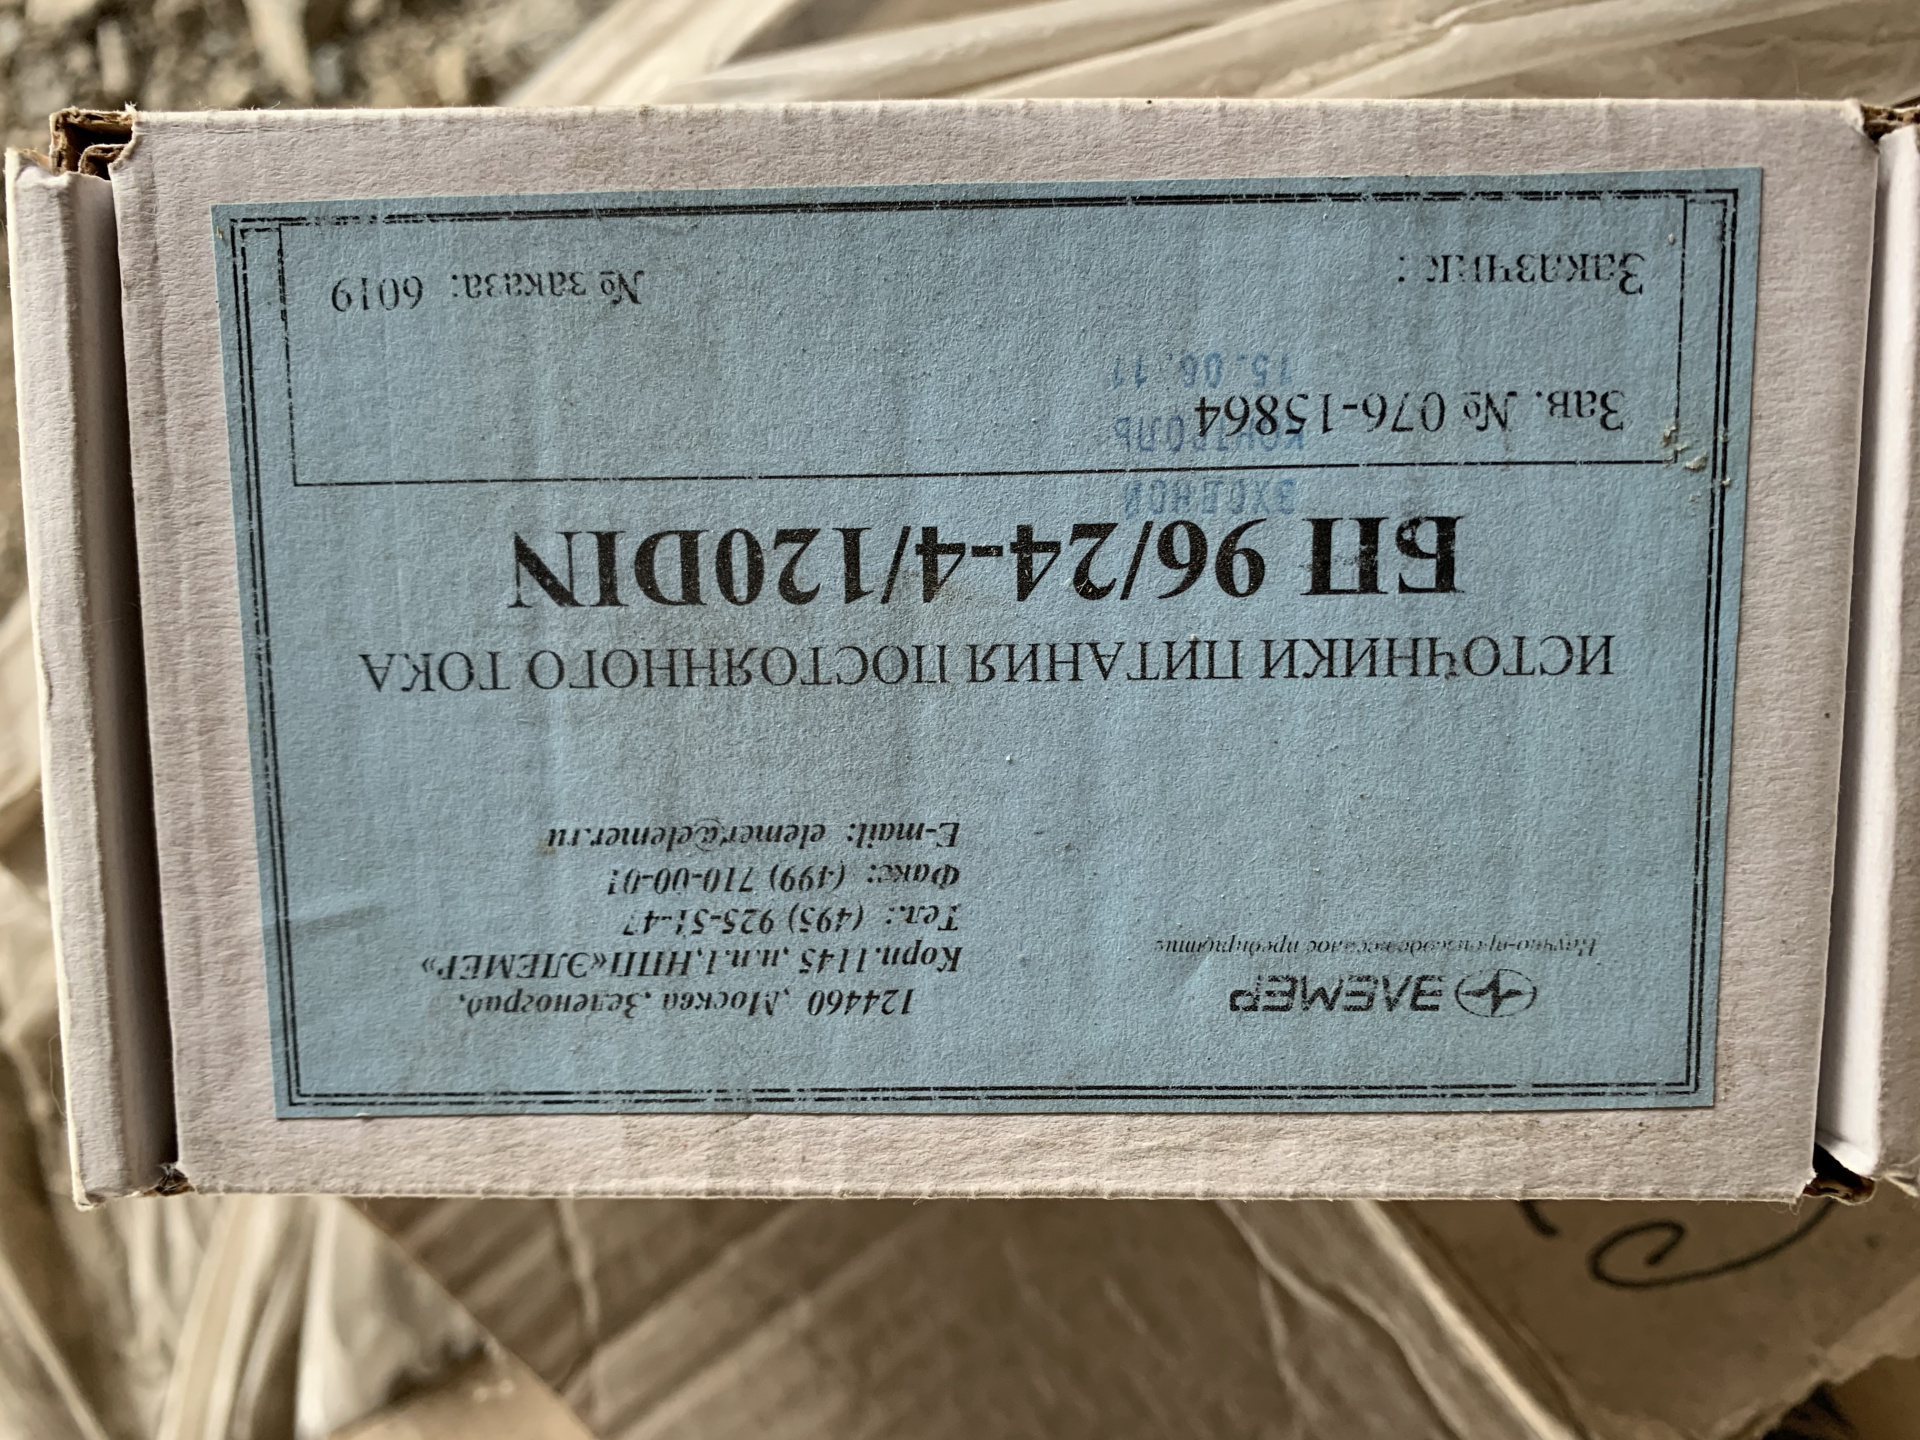 ЭЛЕМЕР
Научно-производственное предприятие
124460 ,Москва ,Зеленоград,
Корп.1145 ,н.п.1,НПП«ЭЛЕМЕР»
Тел.: (495) 925-51-47
Факс: (499) 710-00-01
E-mail: elemer@elemer.ru
ИСТОЧНИКИ ПИТАНИЯ ПОСТОЯННОГО ТОКА
БП 96/24-4/120DIN
ВХОДНОЙ
КОНТРОЛЬ
15.06.11
Зав. № 076-15864
Заказчик :
№ заказа: 6019